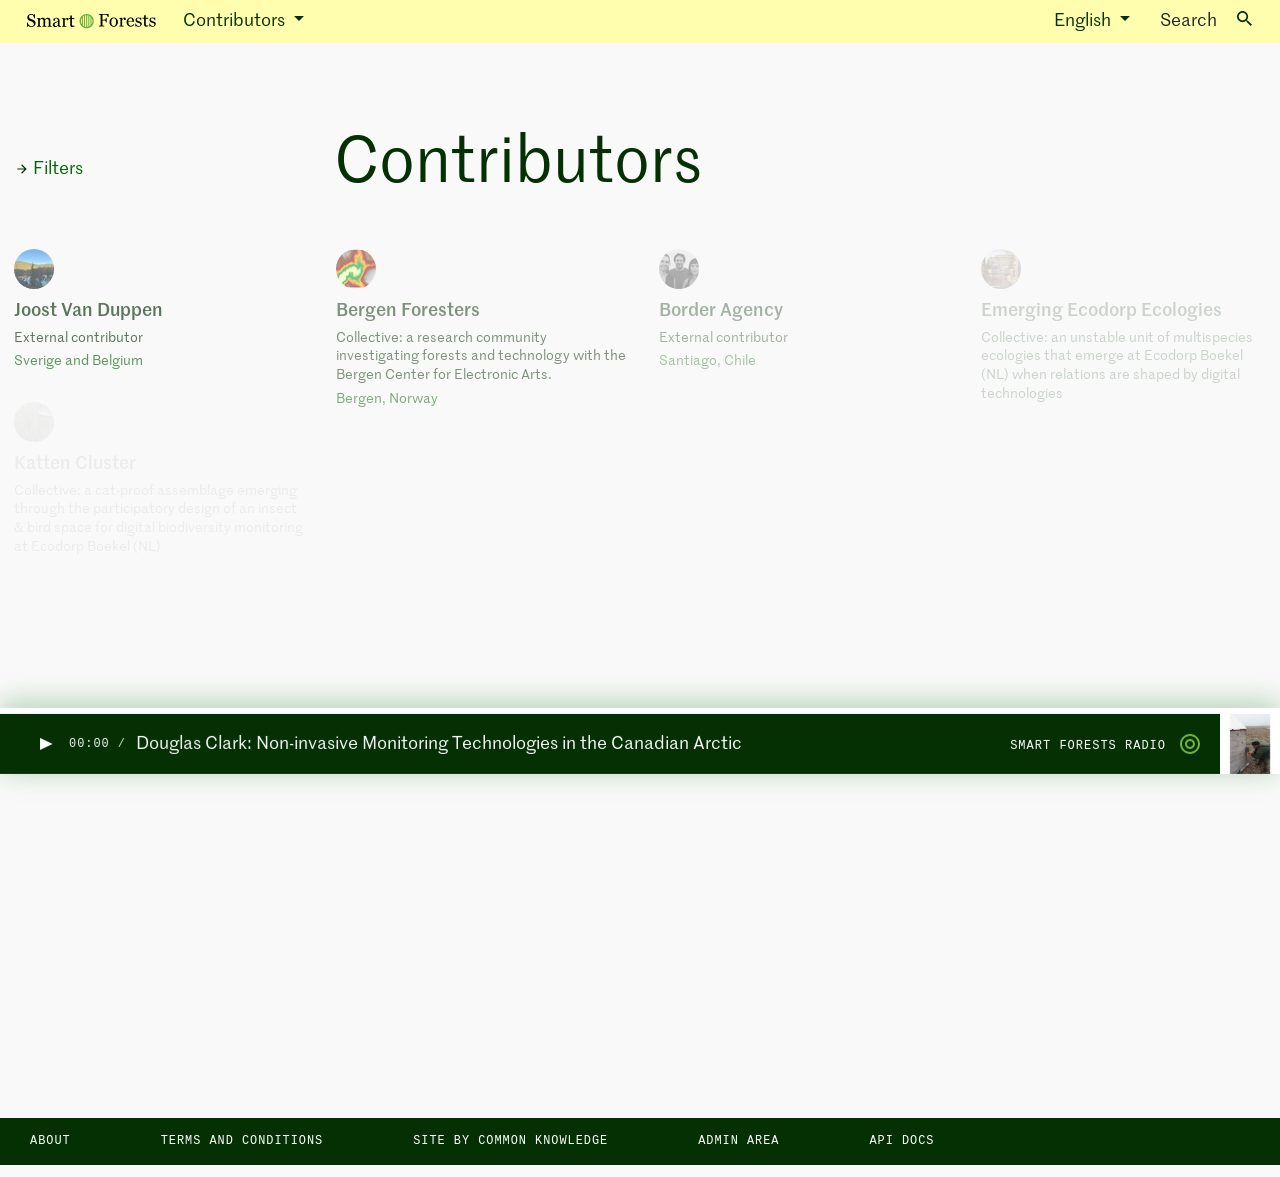 Smart Forests Contributors English Search
Filters
Contributors
Joost Van Duppen
External contributor
Sverige and Belgium
Bergen Foresters
Collective: a research community
investigating forests and technology with the
Bergen Center for Electronic Arts.
Bergen, Norway
Border Agency
External contributor
Santiago, Chile
Emerging Ecodorp Ecologies
Collective: an unstable unit of multispecies
ecologies that emerge at Ecodorp Boekel
(NL) when relations are shaped by digital
technologies
Katten Cluster
Collective: a cat-proof assemblage emerging
through the participatory design of an insect
& bird space for digital biodiversity monitoring
at Ecodorp Boekel (NL)
00:00 / Douglas Clark: Non-invasive Monitoring Technologies in the Canadian Arctic SMART FORESTS RADIO
ABOUT TERMS AND CONDITIONS SITE BY COMMON KNOWLEDGE ADMIN AREA API DOCS